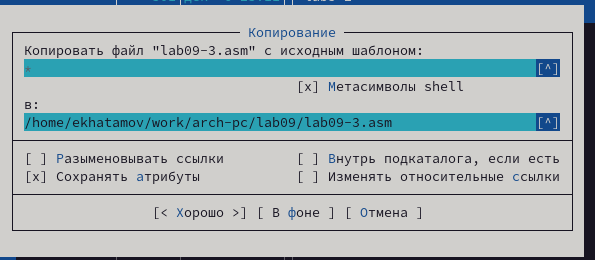 Копирование
Копировать файл "lab09-3.asm" с исходным шаблоном:
* [^]
[x] Метасимволы shell
в:
/home/ekhatamov/work/arch-pc/lab09/lab09-3.asm [^]
[ ] Разыменовывать ссылки [ ] Внутрь подкаталога, если есть
[x] Сохранять атрибуты [ ] Изменять относительные ссылки
[< Хорошо >] [ В фоне ] [ Отмена ]